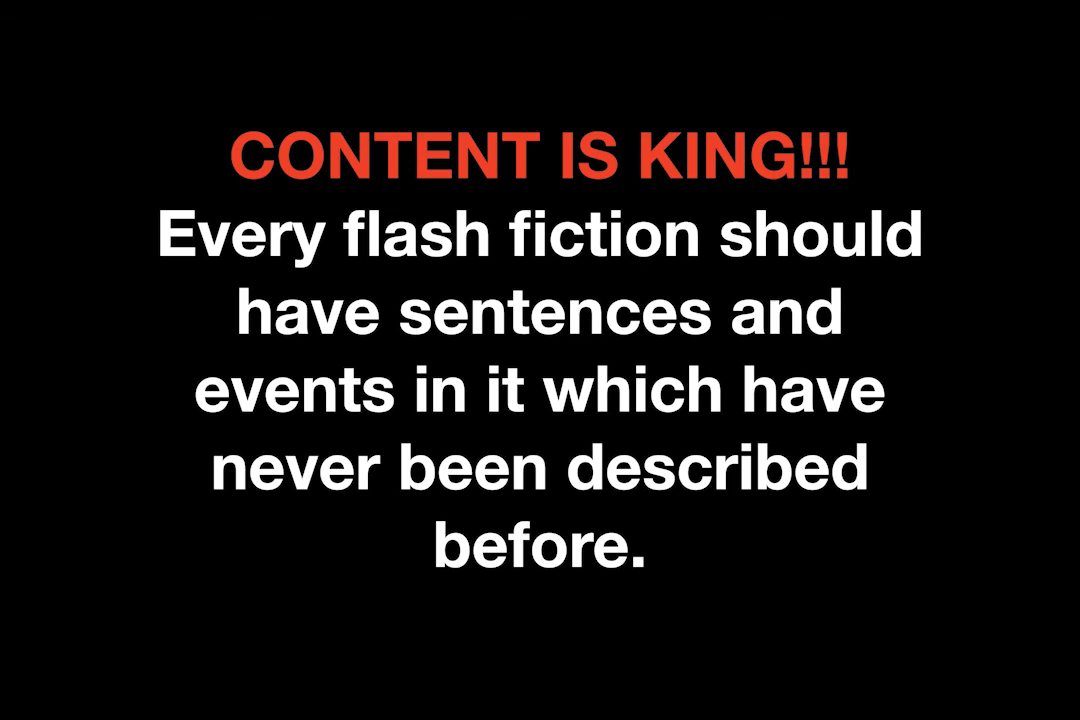 CONTENT IS KING!!!
Every flash fiction should
have sentences and
events in it which have
never been described
before.